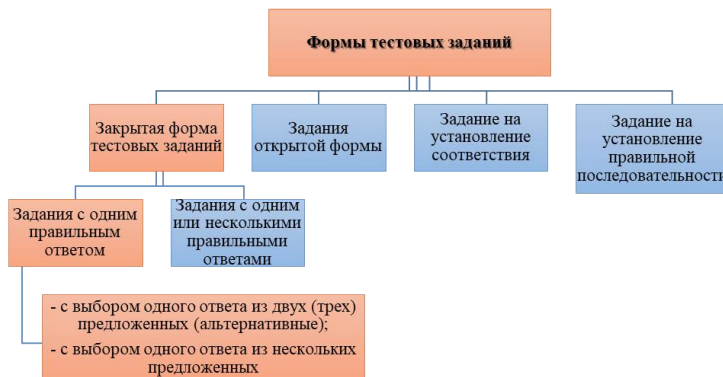 Формы тестовых заданий
Закрытая форма
тестовых заданий
Задания
открытой формы
Задание на
установление
соответствия
Задание на
установление
правильной
последовательности
Задания с одним
правильным
ответом
Задания с одним
или несколькими
правильными
ответами
- с выбором одного ответа из двух (трех)
предложенных (альтернативные);
- с выбором одного ответа из нескольких
предложенных